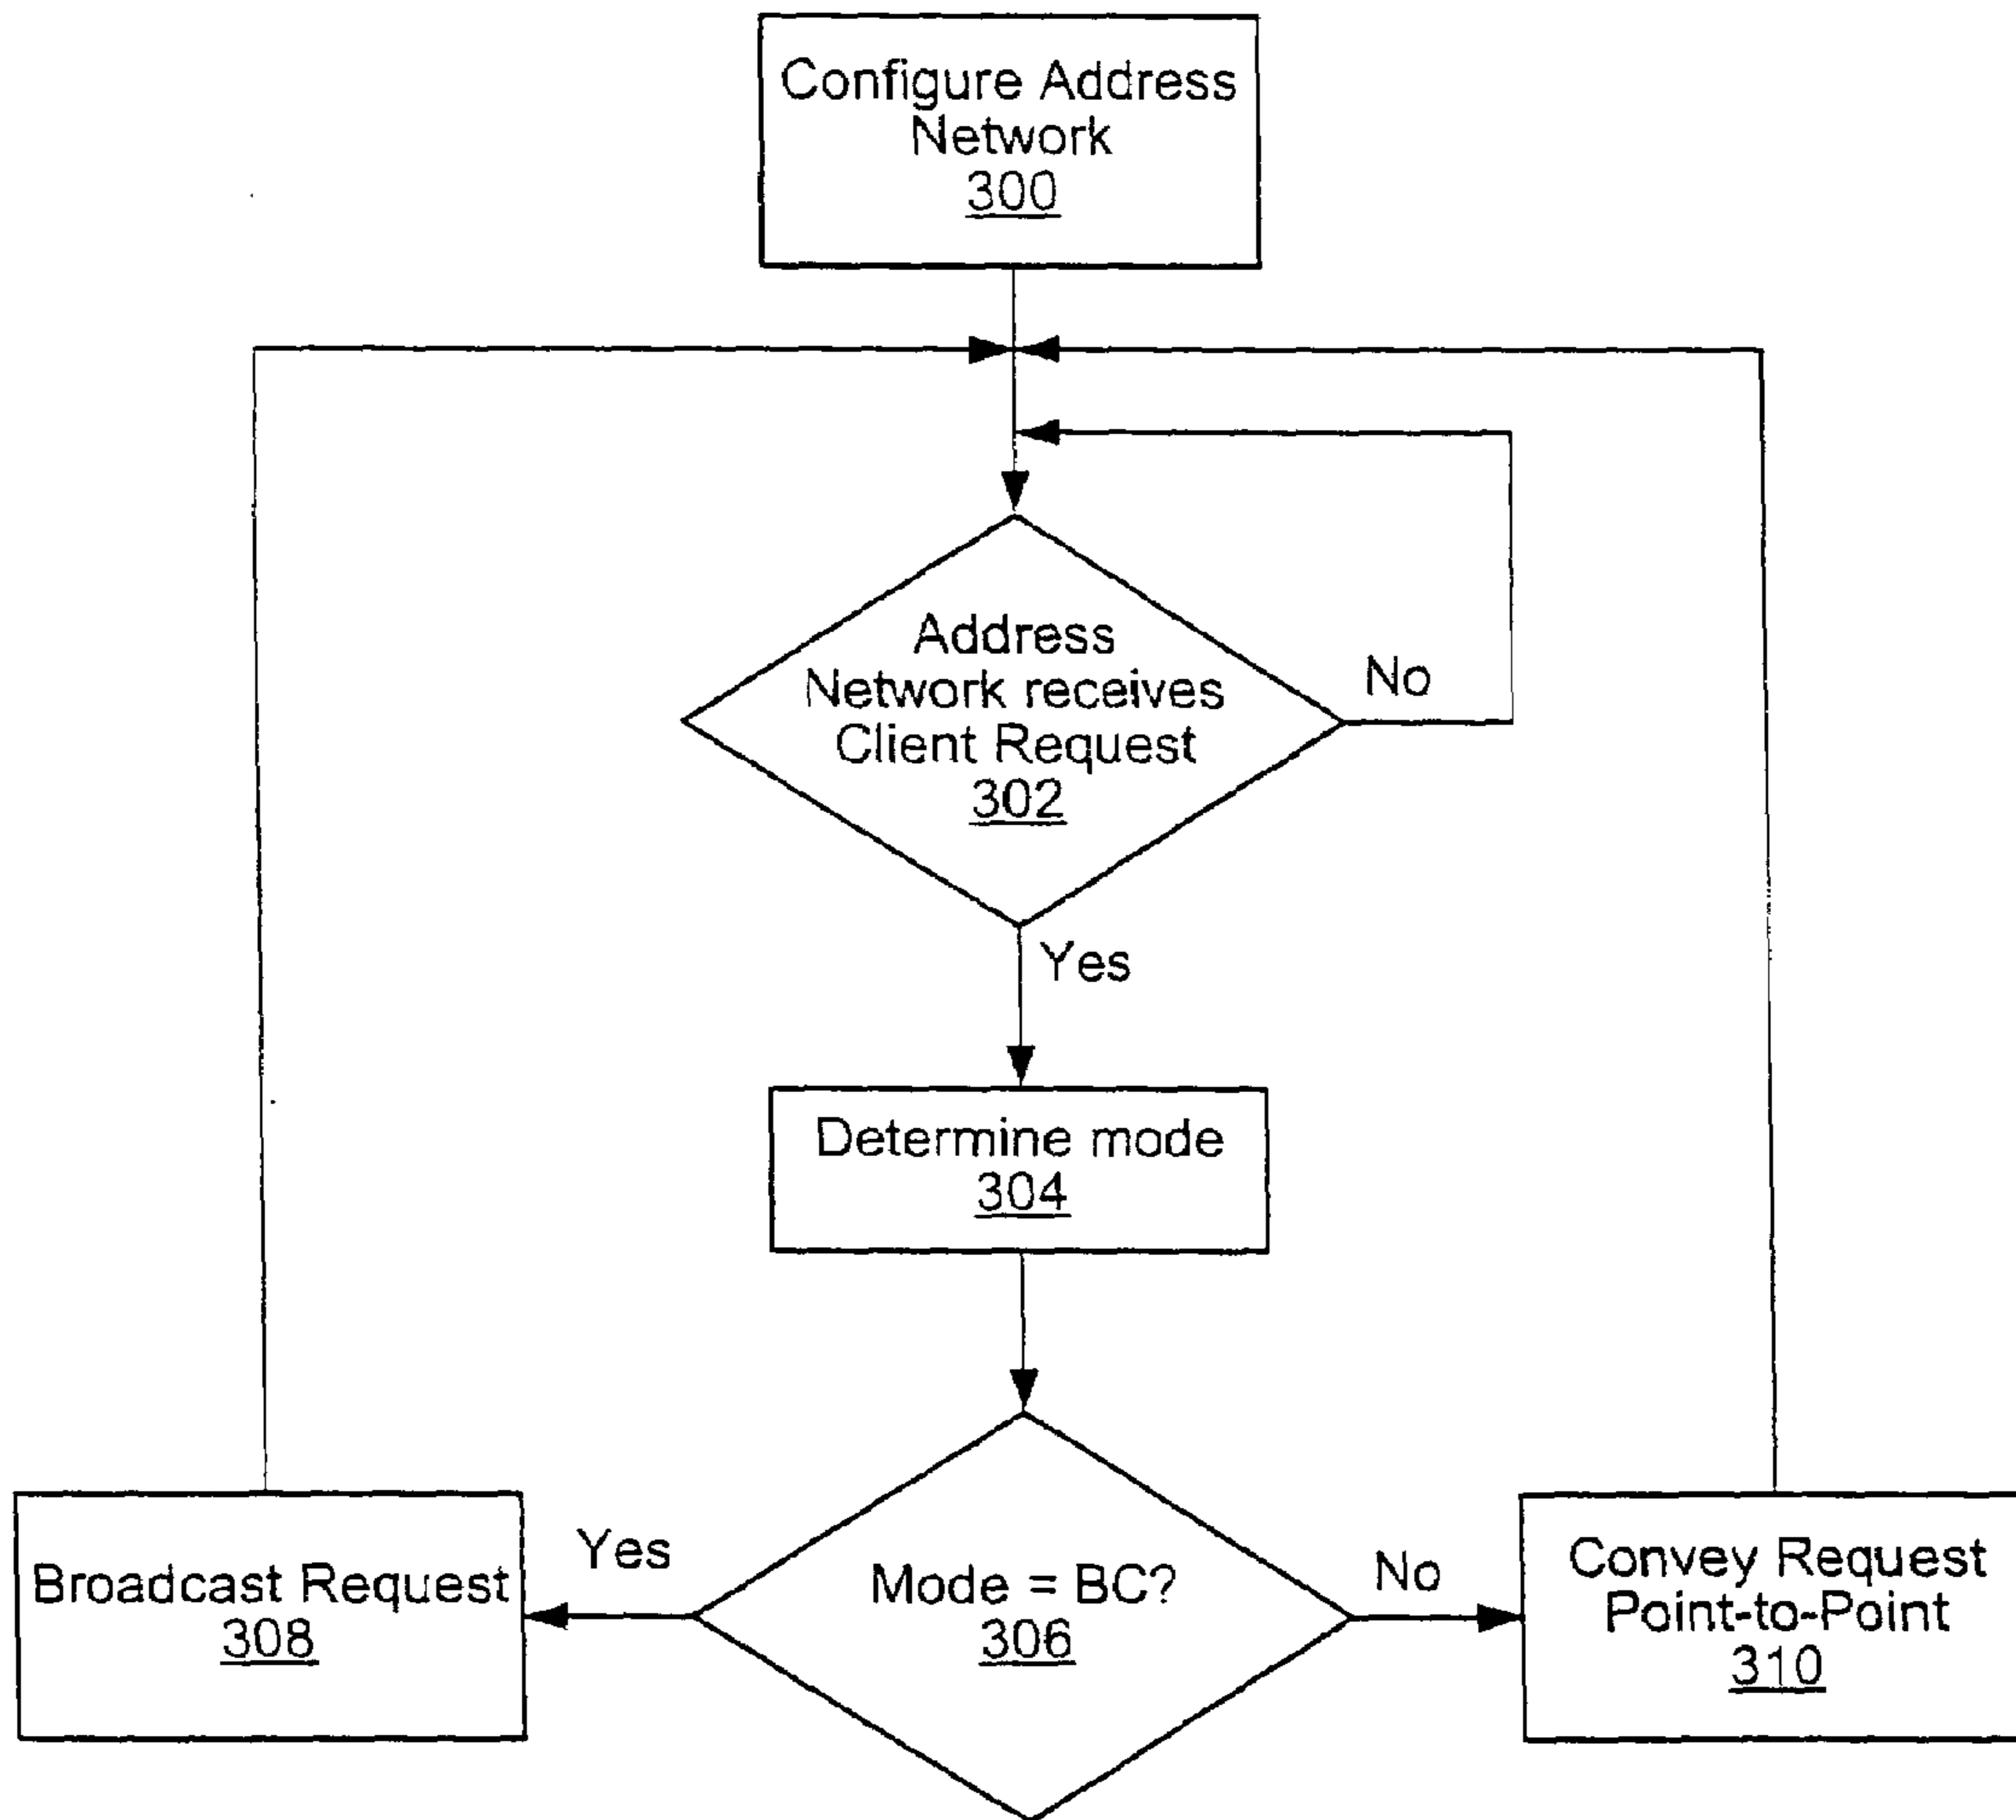 Configure Address
Network
300
Address
Network receives
Client Request
302
No
Yes
Determine mode
304
Yes
Mode = BC?
306
No
Broadcast Request
308
Convey Request
Point-to-Point
310